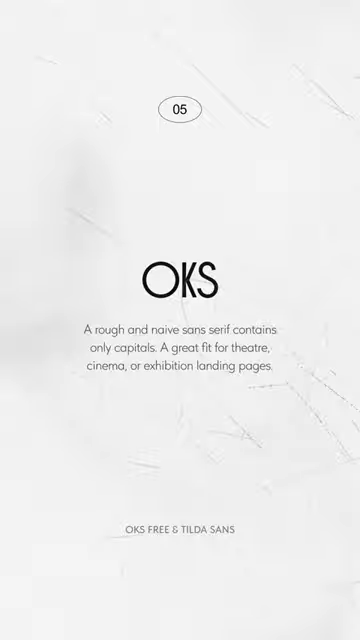 05
OKS
A rough and naive sans serif contains
only capitals. A great fit for theatre,
cinema, or exhibition landing pages.
OKS FREE & TILDA SANS